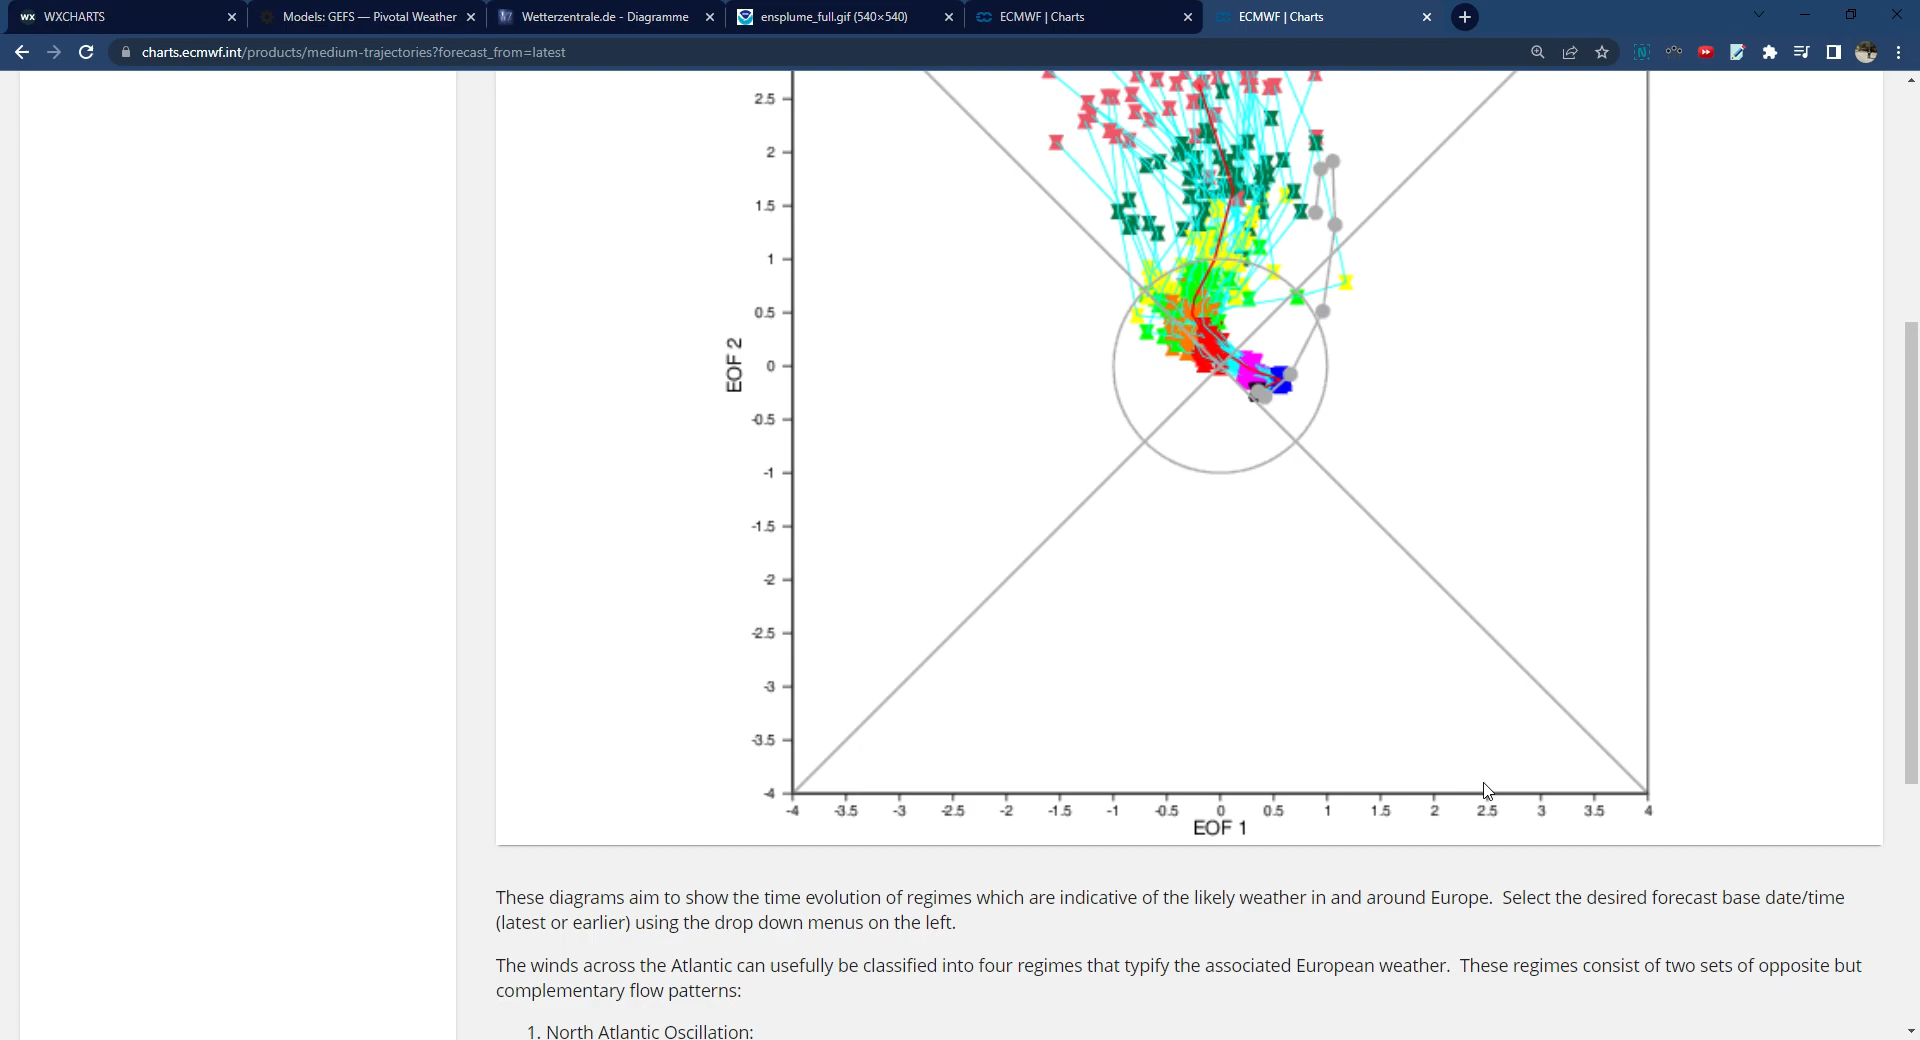 WXCHARTS
Models: GEFS — Pivotal Weather
Wetterzentrale.de - Diagramme
ensplume_full.gif (540×540)
ECMWF | Charts
ECMWF | Charts
charts.ecmwf.int/products/medium-trajectories?forecast_from=latest
2.5
2
1.5
1
0.5
0
-0.5
-1
-1.5
-2
-2.5
-3
-3.5
-4
EOF 2
-4 -3.5 -3 -2.5 -2 -1.5 -1 -0.5 0 0.5 1 1.5 2 2.5 3 3.5 4
EOF 1
These diagrams aim to show the time evolution of regimes which are indicative of the likely weather in and around Europe. Select the desired forecast base date/time
(latest or earlier) using the drop down menus on the left.
The winds across the Atlantic can usefully be classified into four regimes that typify the associated European weather. These regimes consist of two sets of opposite but
complementary flow patterns:
1. North Atlantic Oscillation: